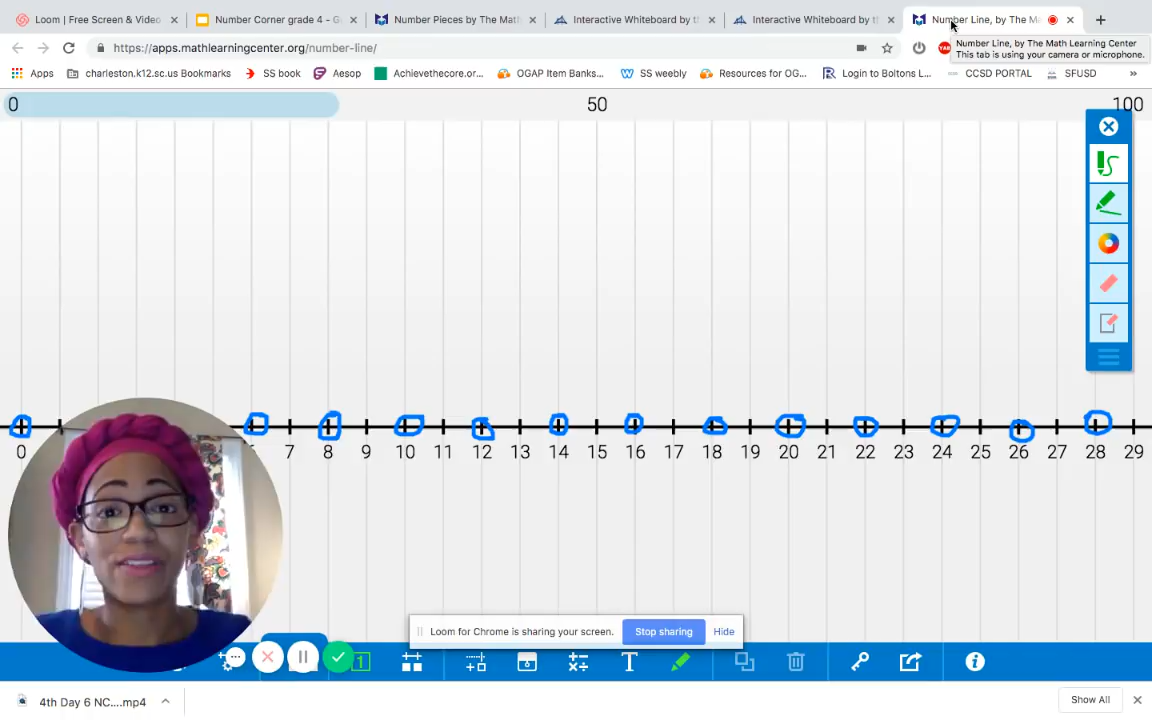 Loom | Free Screen & Video
Number Corner grade 4 - G
Number Pieces by The Math
Interactive Whiteboard by t
Interactive Whiteboard by t
Number Line, by The M
https://apps.mathlearningcenter.org/number-line/
Number Line, by The Math Learning Center
This tab is using your camera or microphone.
Apps
charleston.k12.sc.us Bookmarks
SS book
Aesop
Achievethecore.or...
OGAP Item Banks...
SS weekly
Resources for OG...
Login to Boltons L...
CCSD PORTAL
SFUSD
»
0 50 100
0 7 8 9 10 11 12 13 14 15 16 17 18 19 20 21 22 23 24 25 26 27 28 29
Loom for Chrome is sharing your screen.
Stop sharing
Hide
1
T
4th Day 6 NC....mp4
Show All